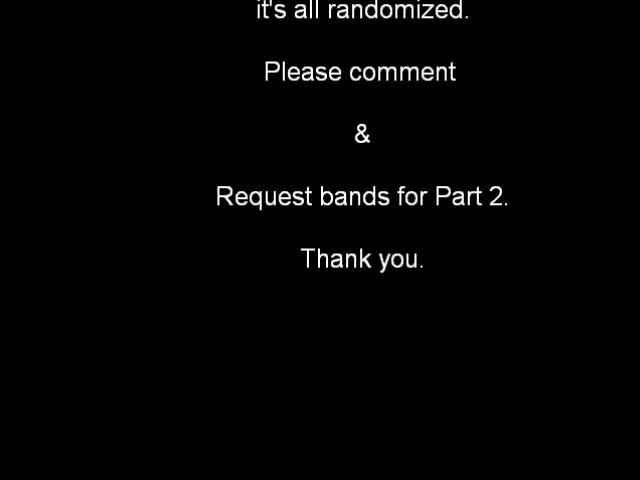 it's all randomized.
Please comment
&
Request bands for Part 2.
Thank you.